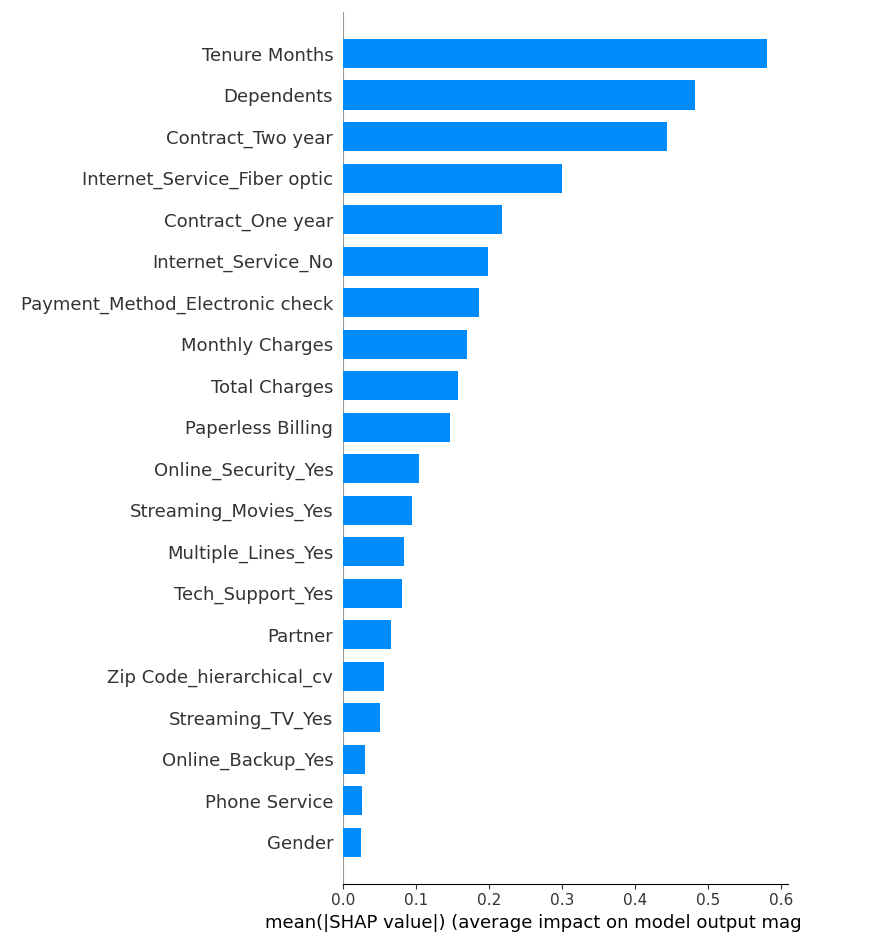 Tenure Months
Dependents
Contract_Two year
Internet_Service_Fiber optic
Contract_One year
Internet_Service_No
Payment_Method_Electronic check
Monthly Charges
Total Charges
Paperless Billing
Online_Security_Yes
Streaming_Movies_Yes
Multiple_Lines_Yes
Tech_Support_Yes
Partner
Zip Code_hierarchical_cv
Streaming_TV_Yes
Online_Backup_Yes
Phone Service
Gender
0.0 0.1 0.2 0.3 0.4 0.5 0.6
mean(|SHAP value|) (average impact on model output mag